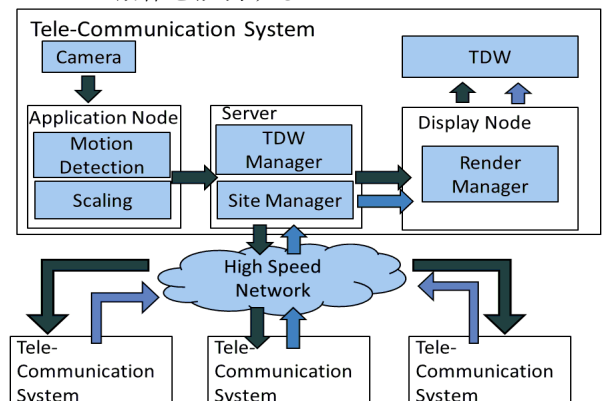 Tele-Communication System
Camera
TDW
Application Node
Server
Display Node
Motion
Detection
TDW
Manager
Render
Manager
Scaling
Site Manager
High Speed
Network
Tele-
Communication
System
Tele-
Communication
System
Tele-
Communication
System